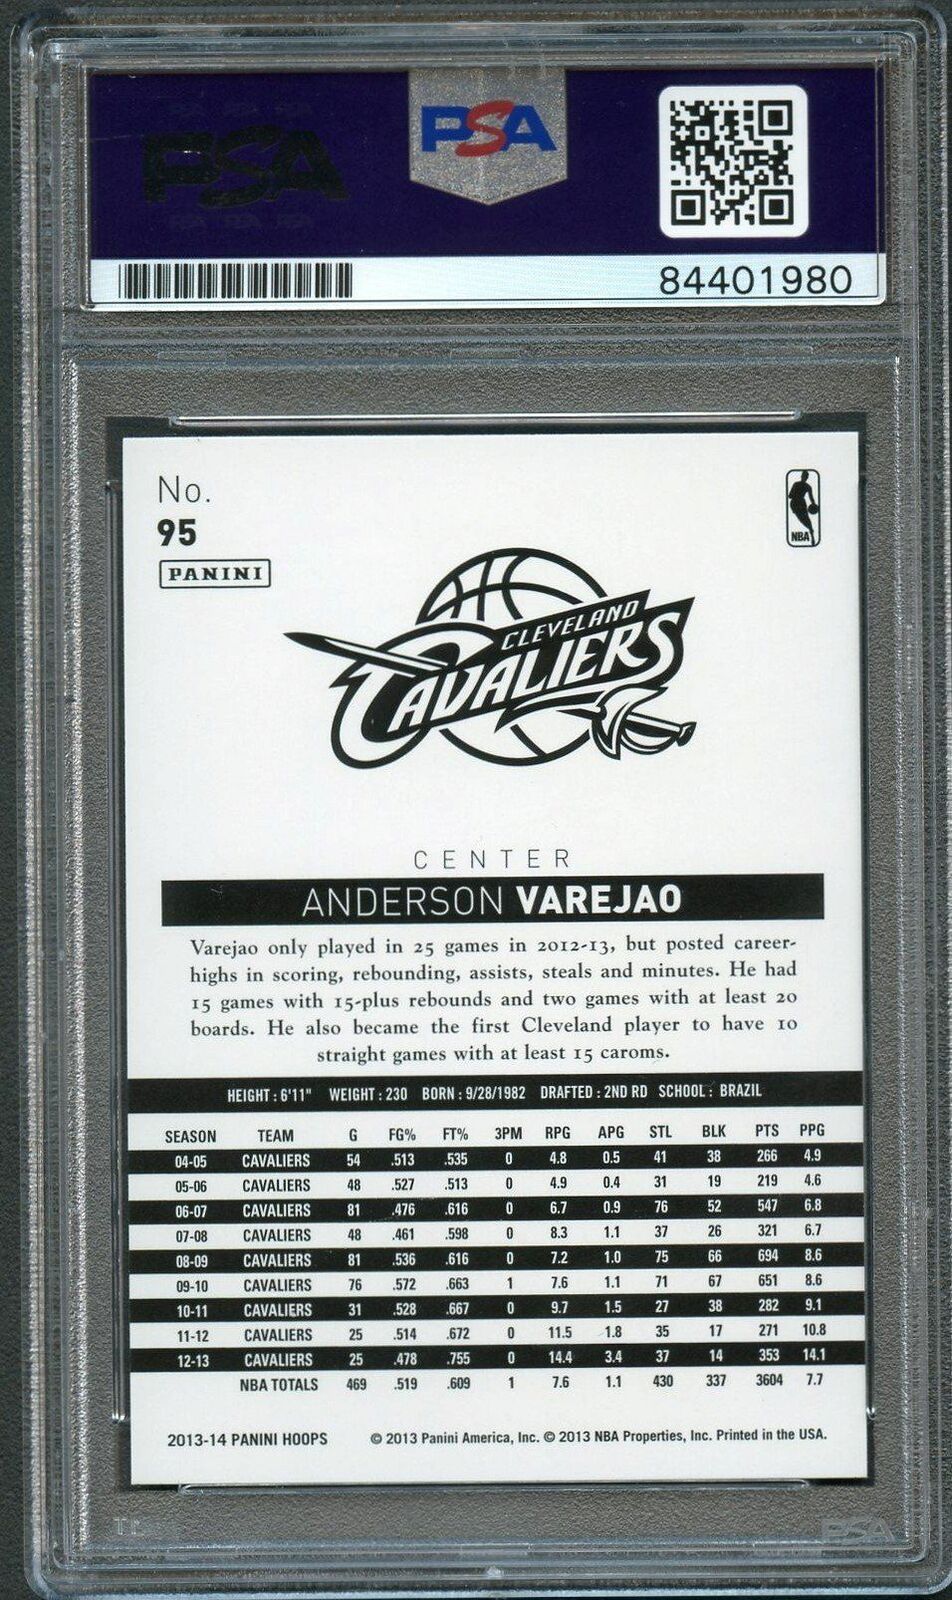 PSA
PSA
84401980
No.
95
PANINI
NBA
CLEVELAND
CAVALIERS
CENTER
ANDERSON VAREJAO
Varejao only played in 25 games in 2012-13, but posted career-
highs in scoring, rebounding, assists, steals and minutes. He had
15 games with 15-plus rebounds and two games with at least 20
boards. He also became the first Cleveland player to have 10
straight games with at least 15 caroms.
HEIGHT : 6'11" WEIGHT : 230 BORN : 9/28/1982 DRAFTED : 2ND RD SCHOOL : BRAZIL
SEASON TEAM G FG% FT% 3PM RPG APG STL BLK PTS PPG
04-05 CAVALIERS 54 .513 .535 0 4.8 0.5 41 38 266 4.9
05-06 CAVALIERS 48 .527 .513 0 4.9 0.4 31 19 219 4.6
06-07 CAVALIERS 81 .476 .616 0 6.7 0.9 76 52 547 6.8
07-08 CAVALIERS 48 .461 .598 0 8.3 1.1 37 26 321 6.7
08-09 CAVALIERS 81 .536 .616 0 7.2 1.0 75 66 694 8.6
09-10 CAVALIERS 76 .572 .663 1 7.6 1.1 71 67 651 8.6
10-11 CAVALIERS 31 .528 .667 0 9.7 1.5 27 38 282 9.1
11-12 CAVALIERS 25 .514 .672 0 11.5 1.8 35 17 271 10.8
12-13 CAVALIERS 25 .478 .755 0 14.4 3.4 37 14 353 14.1
NBA TOTALS 469 .519 .609 1 7.6 1.1 430 337 3604 7.7
2013-14 PANINI HOOPS © 2013 Panini America, Inc. © 2013 NBA Properties, Inc. Printed in the USA.
PSA